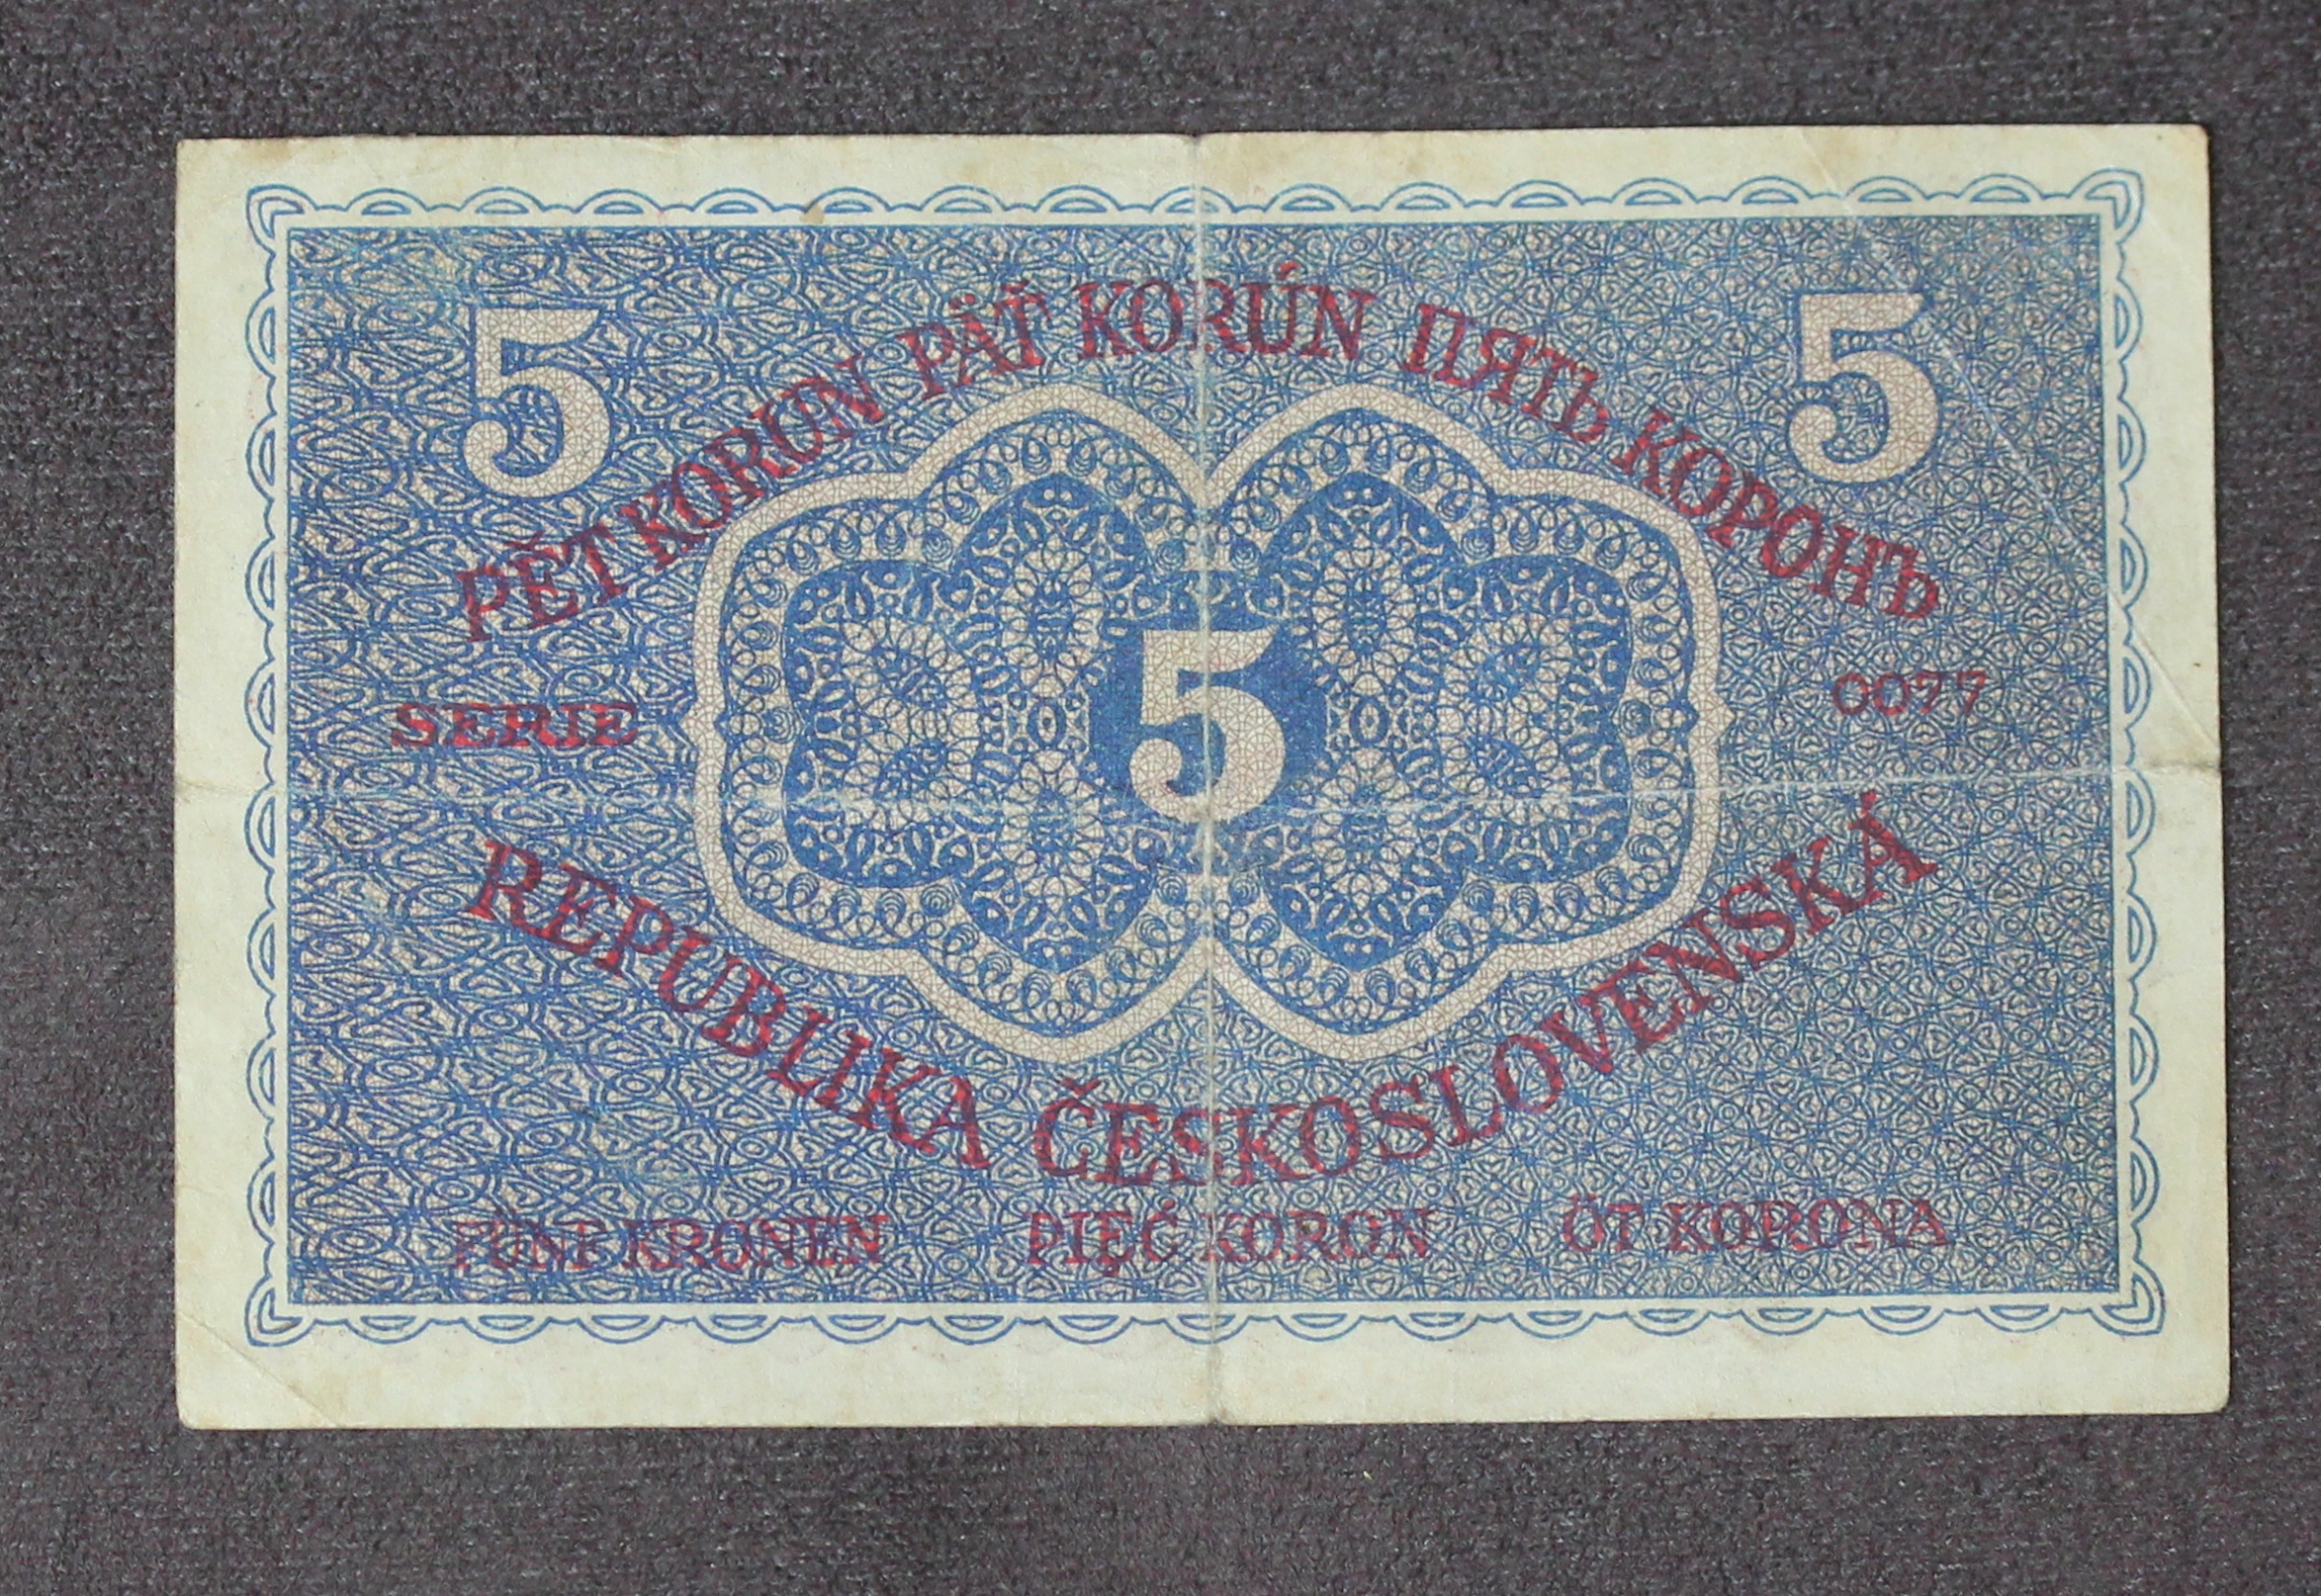 5 5
PĚT KORUN PÄŤ KORÚN ПЯТЬ КОРОНЪ
5
SERIE 0077
REPUBLIKA ČESKOSLOVENSKÁ
FÜNF KRONEN PIĘĆ KORON ÖT KORONA